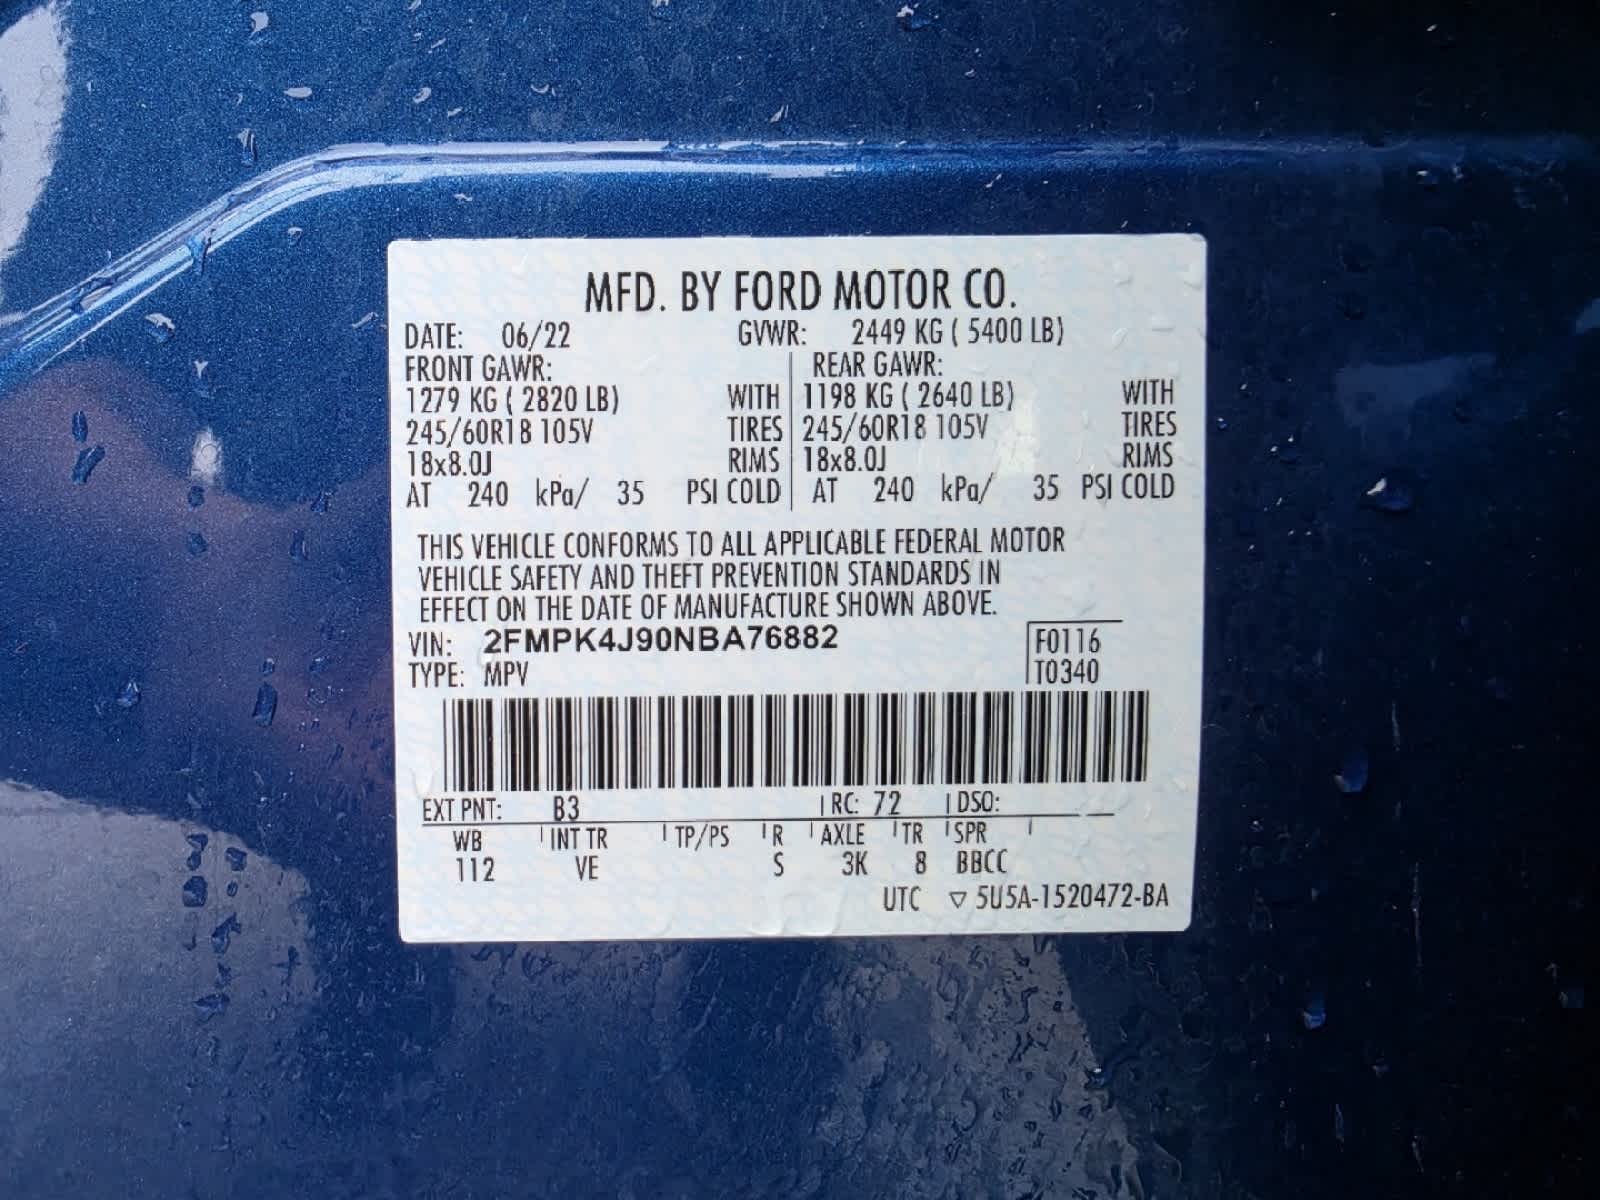 MFD. BY FORD MOTOR CO.
DATE: 06/22 GVWR: 2449 KG ( 5400 LB)
FRONT GAWR: REAR GAWR:
1279 KG ( 2820 LB) WITH 1198 KG ( 2640 LB) WITH
245/60R18 105V TIRES 245/60R18 105V TIRES
18x8.0J RIMS 18x8.0J RIMS
AT 240 kPa/ 35 PSI COLD AT 240 kPa/ 35 PSI COLD
THIS VEHICLE CONFORMS TO ALL APPLICABLE FEDERAL MOTOR
VEHICLE SAFETY AND THEFT PREVENTION STANDARDS IN
EFFECT ON THE DATE OF MANUFACTURE SHOWN ABOVE.
VIN: 2FMPK4J90NBA76882 F0116
TYPE: MPV T0340
EXT PNT: B3 RC: 72 DSO:
WB INT TR TP/PS R AXLE TR SPR
112 VE S 3K 8 BBCC
UTC ▽ 5U5A-1520472-BA